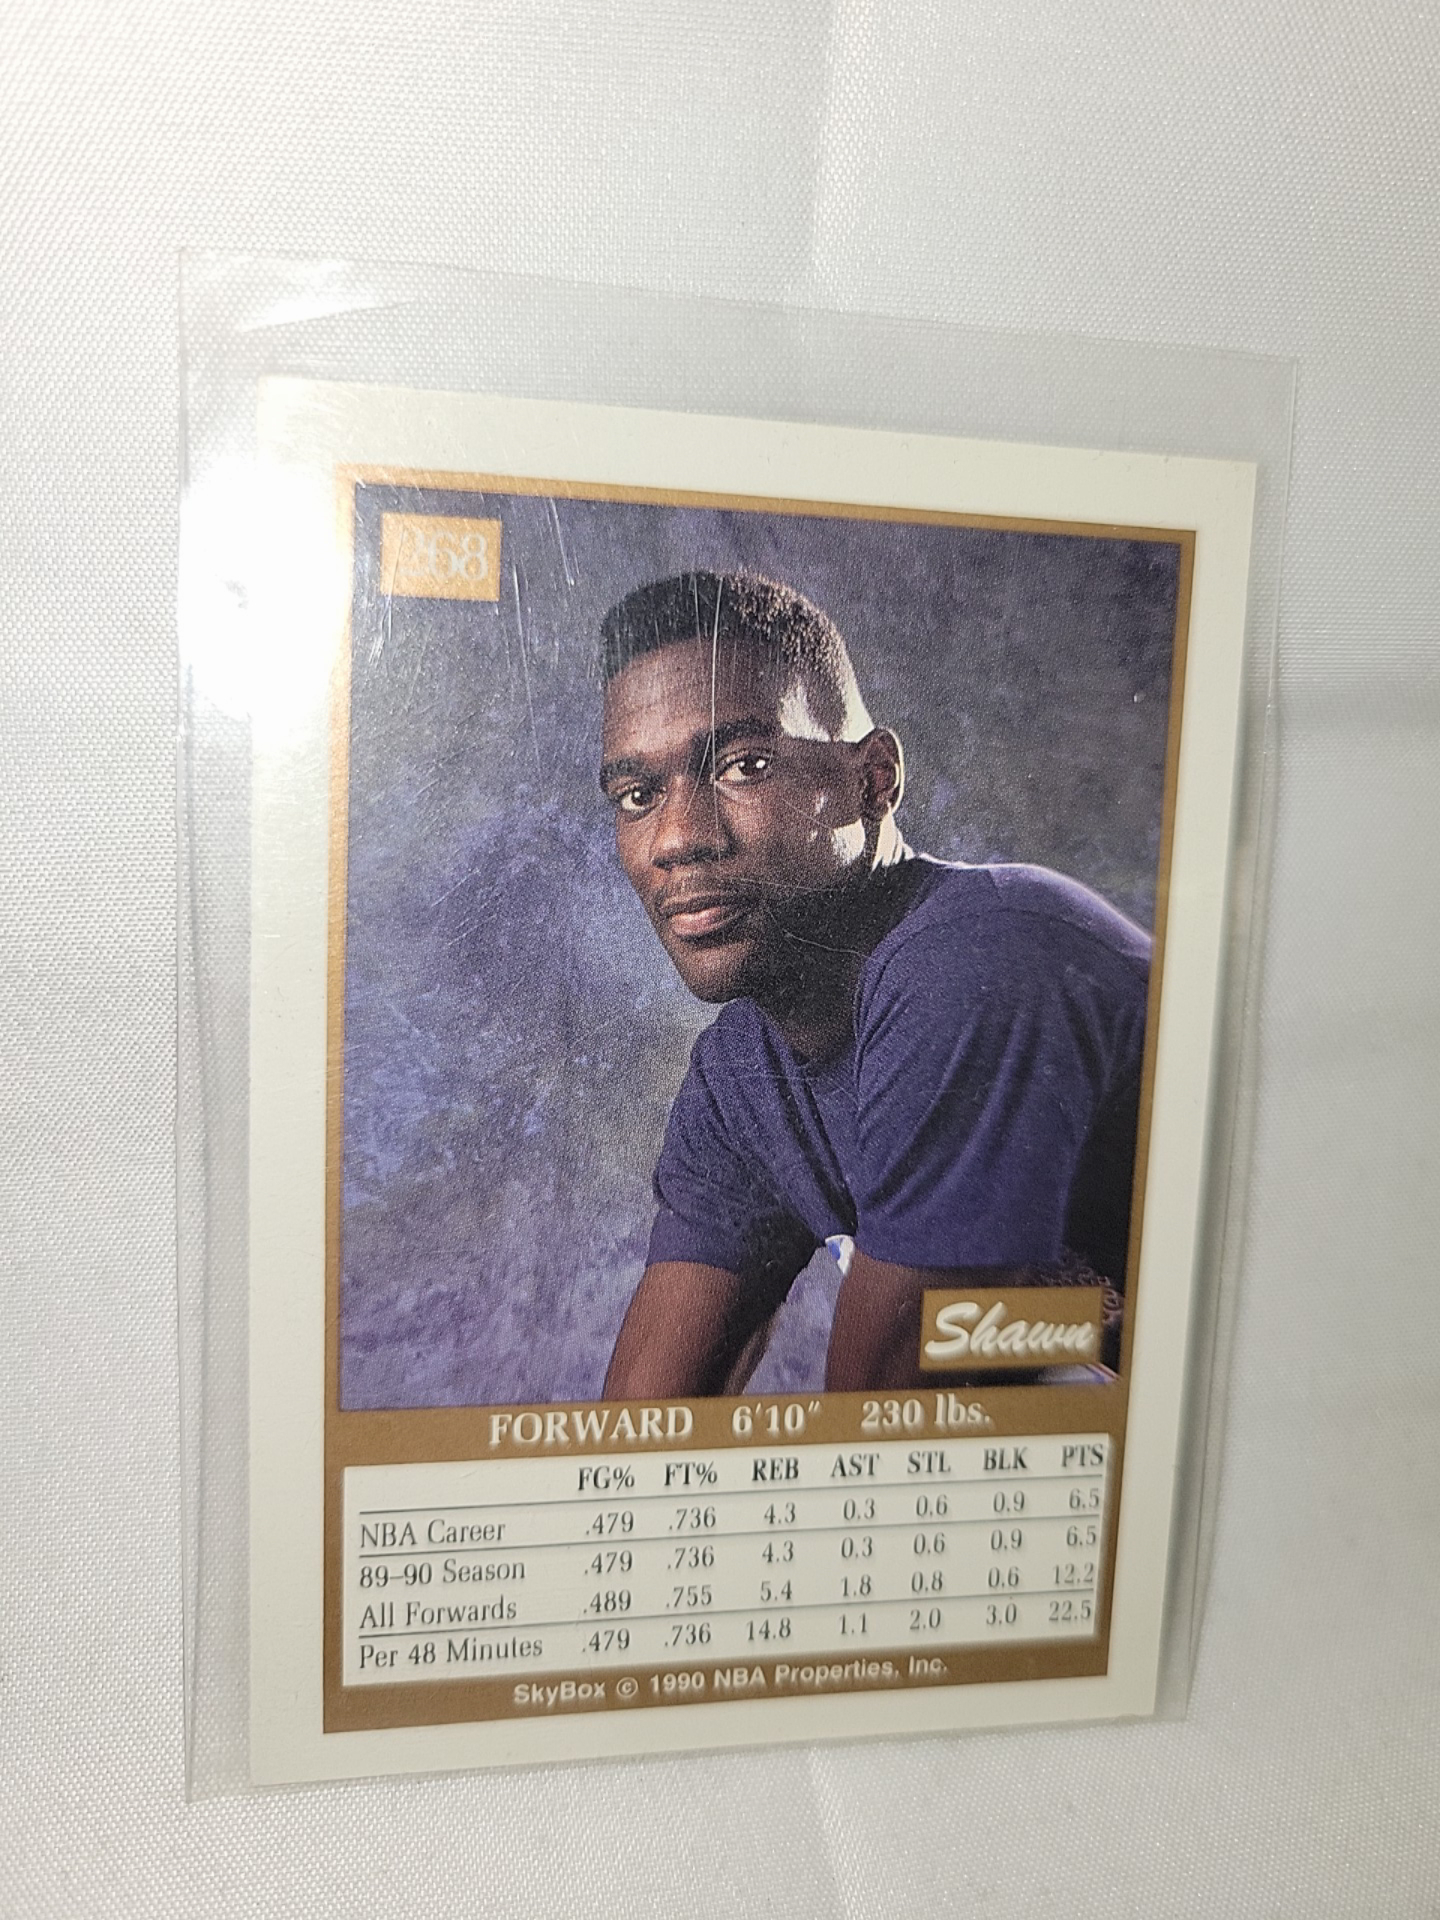 268
Shawn
FORWARD 6'10" 230 lbs.
FG% FT% REB AST STL BLK PTS
NBA Career .479 .736 4.3 0.3 0.6 0.9 6.5
89–90 Season .479 .736 4.3 0.3 0.6 0.9 6.5
All Forwards .489 .755 5.4 1.8 0.8 0.6 12.2
Per 48 Minutes .479 .736 14.8 1.1 2.0 3.0 22.5
SkyBox © 1990 NBA Properties, Inc.